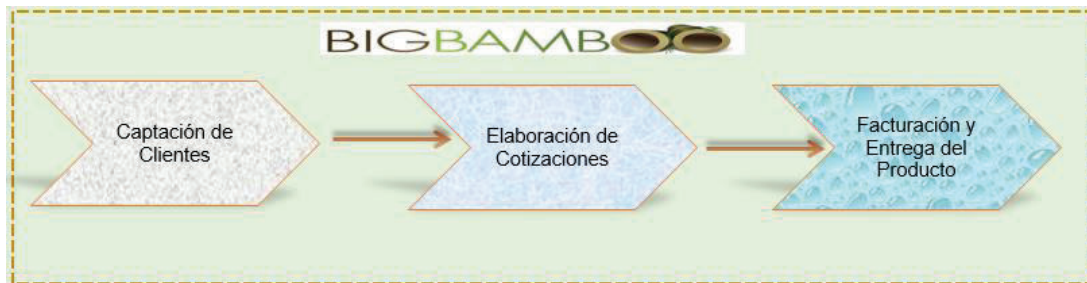 BIGBAMBOO
Captación de
Clientes
Elaboración de
Cotizaciones
Facturación y
Entrega del
Producto